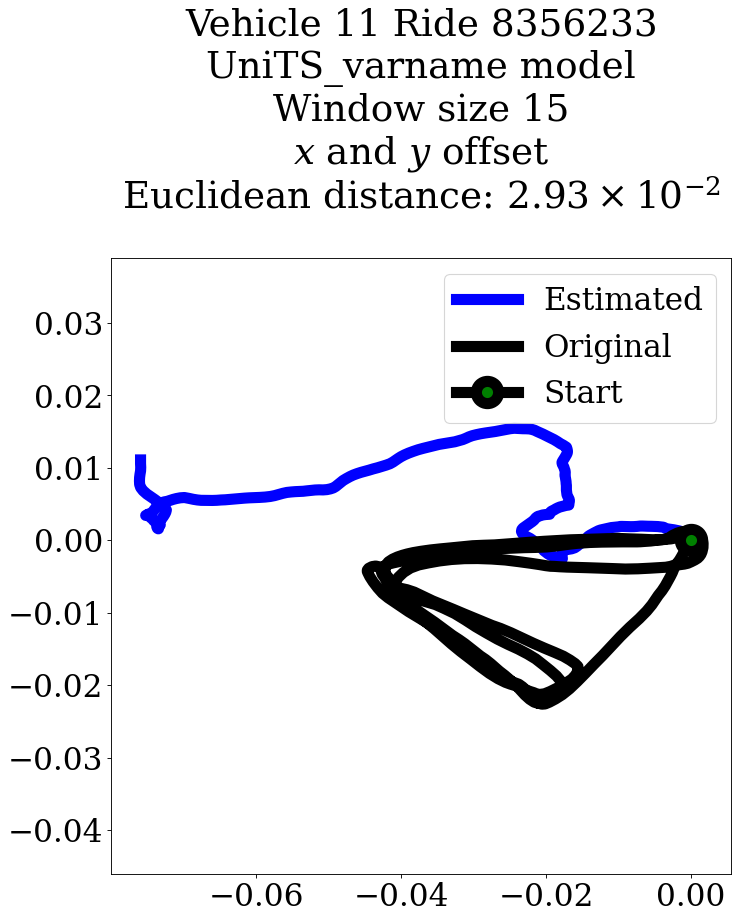 Vehicle 11 Ride 8356233
UniTS_varname model
Window size 15
x and y offset
Euclidean distance: 2.93 × 10⁻²
Estimated
Original
Start
0.03
0.02
0.01
0.00
−0.01
−0.02
−0.03
−0.04
−0.06 −0.04 −0.02 0.00